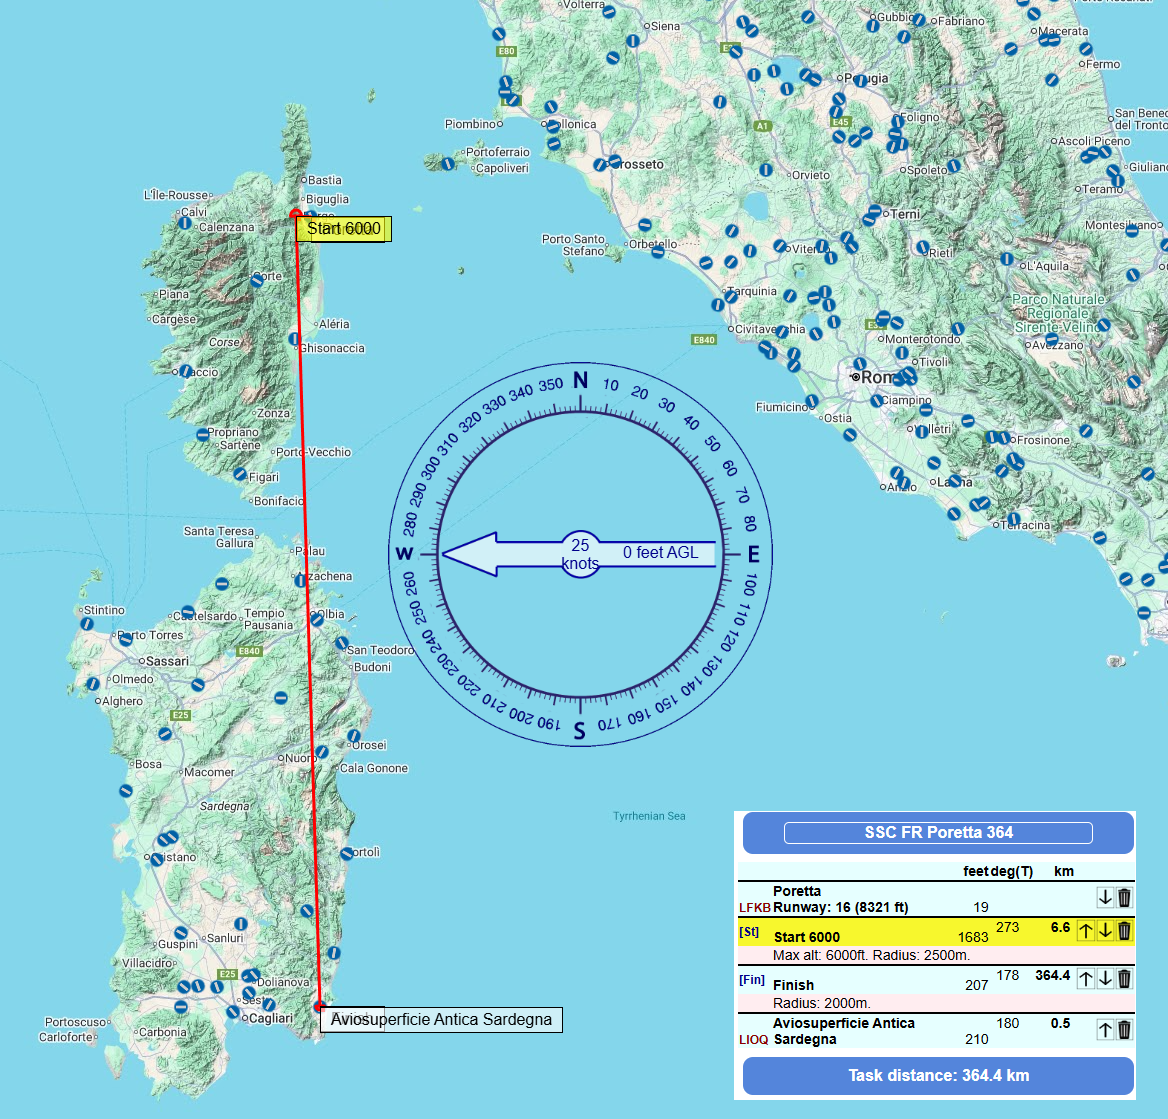 Volterra
Siena
Gubbio
Fabriano
Macerata
E80
Fermo
Perugia
Piombino
Foligno
E45
A1
San Bene
del Tronto
Ascoli Piceno
Portoferraio
Capoliveri
Grosseto
Orvieto
Spoleto
Giuliano
Teramo
Bastia
L'Île-Rousse
Biguglia
Calvi
Calenzana
Start 6000
Terni
Montesilvano
Porto Santo
Stefano
Orbetello
Viterbo
Rieti
L'Aquila
Corte
Piana
Tarquinia
Parco Naturale
Regionale
Sirente-Velino
Cargèse
Aléria
Civitavecchia
E840
Monterotondo
Avezzano
Corse
Ghisonaccia
Tivoli
Rom
Ciampino
Fiumicino
Ostia
Zonza
Propriano
Sartène
Porto-Vecchio
Velletri
Frosinone
Figari
Bonifacio
Anzio
Latina
Terracina
Santa Teresa
Gallura
Palau
Arzachena
N 10 20 30 40 50 60 70 80 E 100 110 120 130 140 150 160 170 S 190 200 210 220 230 240 250 260 W 280 290 300 310 320 330 340 350
25
knots
0 feet AGL
Stintino
Castelsardo
Tempio
Pausania
Olbia
Porto Torres
Sassari
E840
San Teodoro
Budoni
Olmedo
Alghero
E25
Orosei
Bosa
Macomer
Nuoro
Cala Gonone
Sardegna
Tyrrhenian Sea
Oristano
Tortolì
Guspini
Sanluri
Villacidro
E25
Dolianova
Cagliari
Portoscuso
Carloforte
Carbonia
Aviosuperficie Antica Sardegna
SSC FR Poretta 364
feet deg(T) km
Poretta
LFKB Runway: 16 (8321 ft) 19
[St] Start 6000 1683 273 6.6
Max alt: 6000ft. Radius: 2500m.
[Fin] Finish 207 178 364.4
Radius: 2000m.
Aviosuperficie Antica 180 0.5
LIOQ Sardegna 210
Task distance: 364.4 km